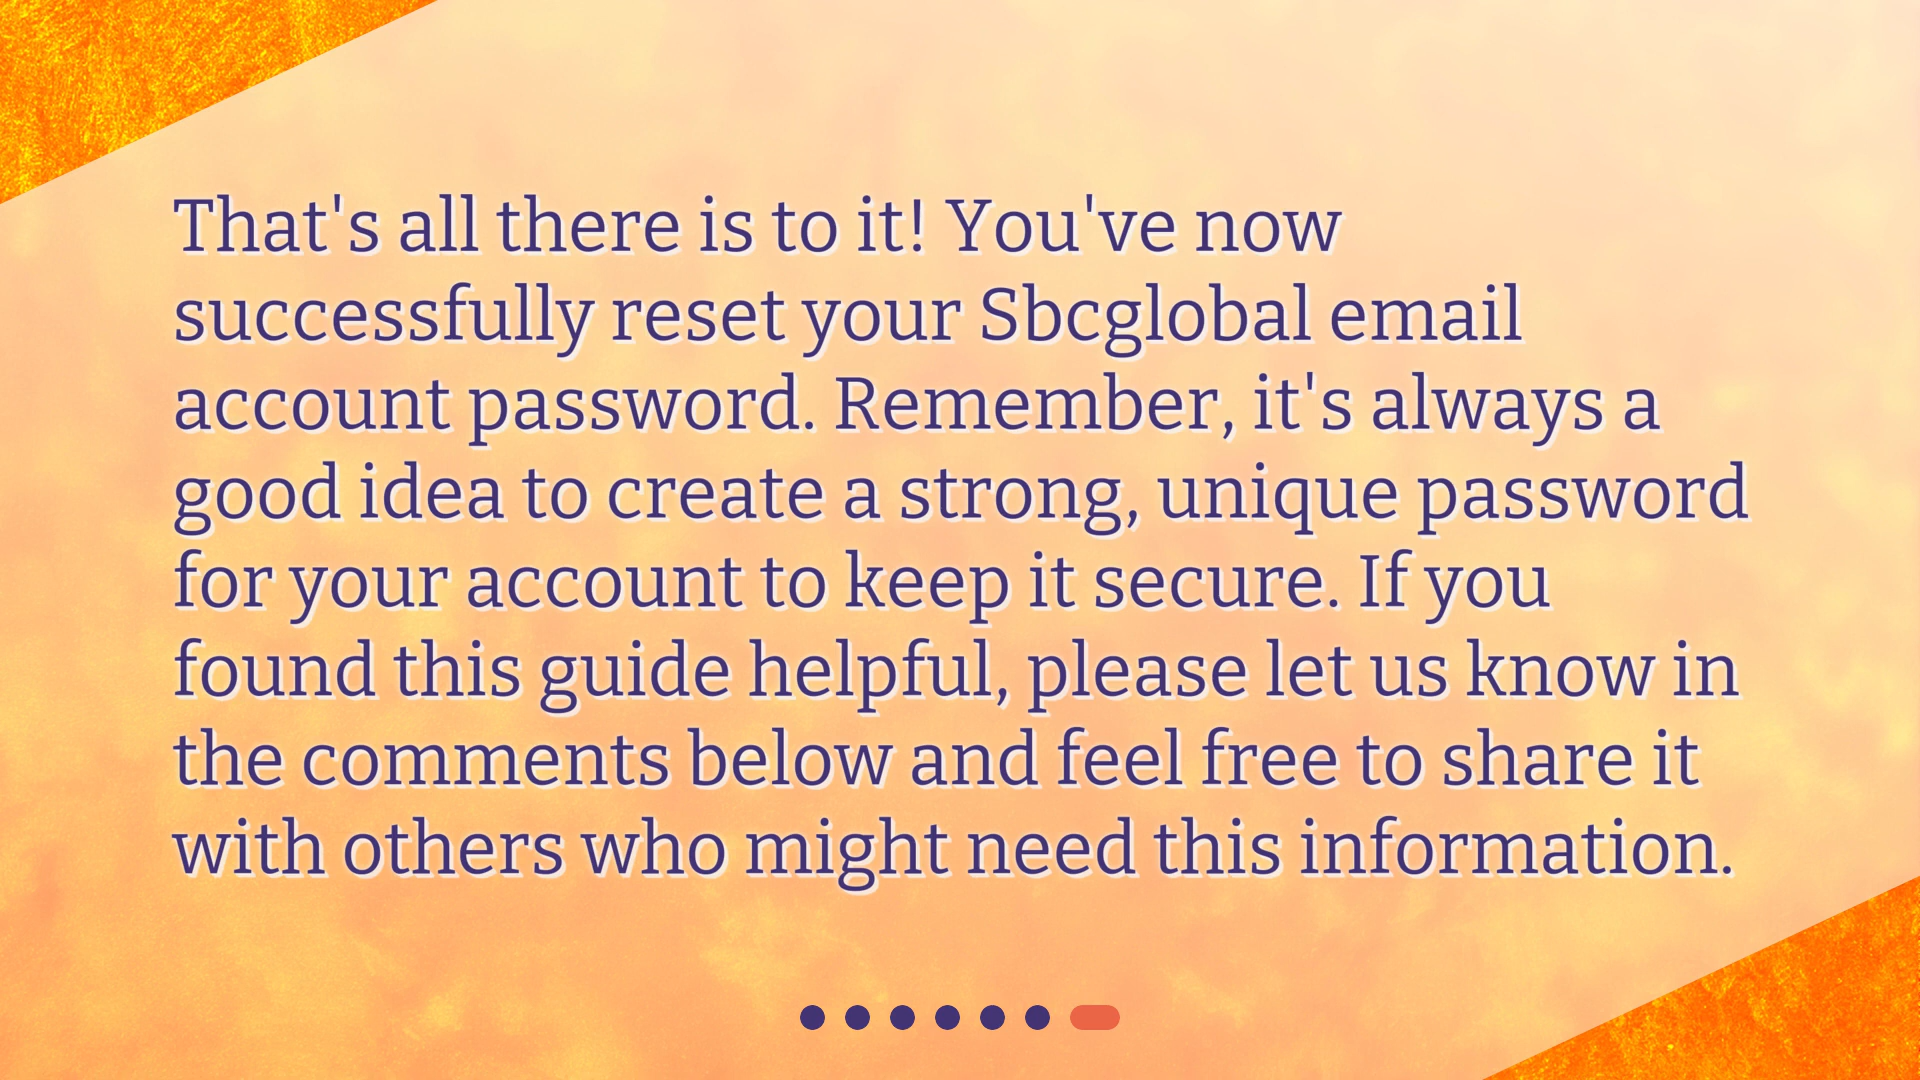 That's all there is to it! You've now
successfully reset your Sbcglobal email
account password. Remember, it's always a
good idea to create a strong, unique password
for your account to keep it secure. If you
found this guide helpful, please let us know in
the comments below and feel free to share it
with others who might need this information.